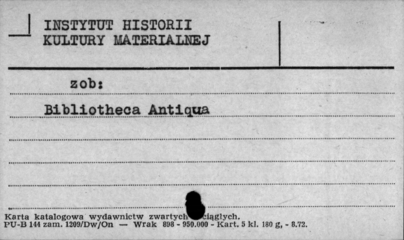 INSTYTUT HISTORII
KULTURY MATERIALNEJ
zob:
Bibliotheca Antiqua
Karta katalogowa wydawnictw zwartych ciągłych.
PU-B 144 zam. 1209/Dw/On — Wrak 898 - 950.000 - Kart. 5 kl. 180 g, - 8.72.